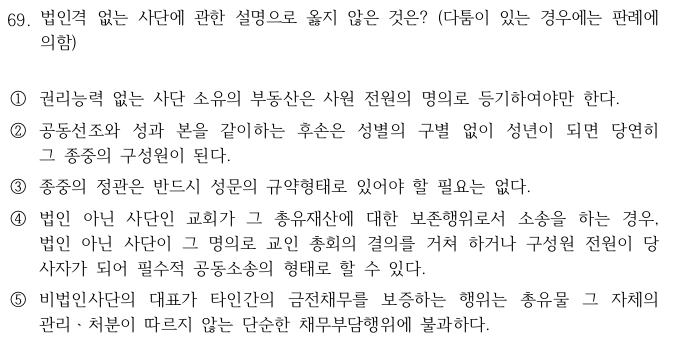 69. 법인격 없는 사단에 관한 설명으로 옳지 않은 것은? (다툼이 있는 경우에는 판례에
의함)
① 권리능력 없는 사단 소유의 부동산은 사원 전원의 명의로 등기하여야만 한다.
② 공동선조와 성과 본을 같이하는 후손은 성별의 구별 없이 성년이 되면 당연히
그 종중의 구성원이 된다.
③ 종중의 정관은 반드시 성문의 규약형태로 있어야 할 필요는 없다.
④ 법인 아닌 사단인 교회가 그 총유재산에 대한 보존행위로서 소송을 하는 경우,
법인 아닌 사단이 그 명의로 교인 총회의 결의를 거쳐 하거나 구성원 전원이 당
사자가 되어 필수적 공동소송의 형태로 할 수 있다.
⑤ 비법인사단의 대표가 타인간의 금전채무를 보증하는 행위는 총유물 그 자체의
관리ㆍ처분이 따르지 않는 단순한 채무부담행위에 불과하다.